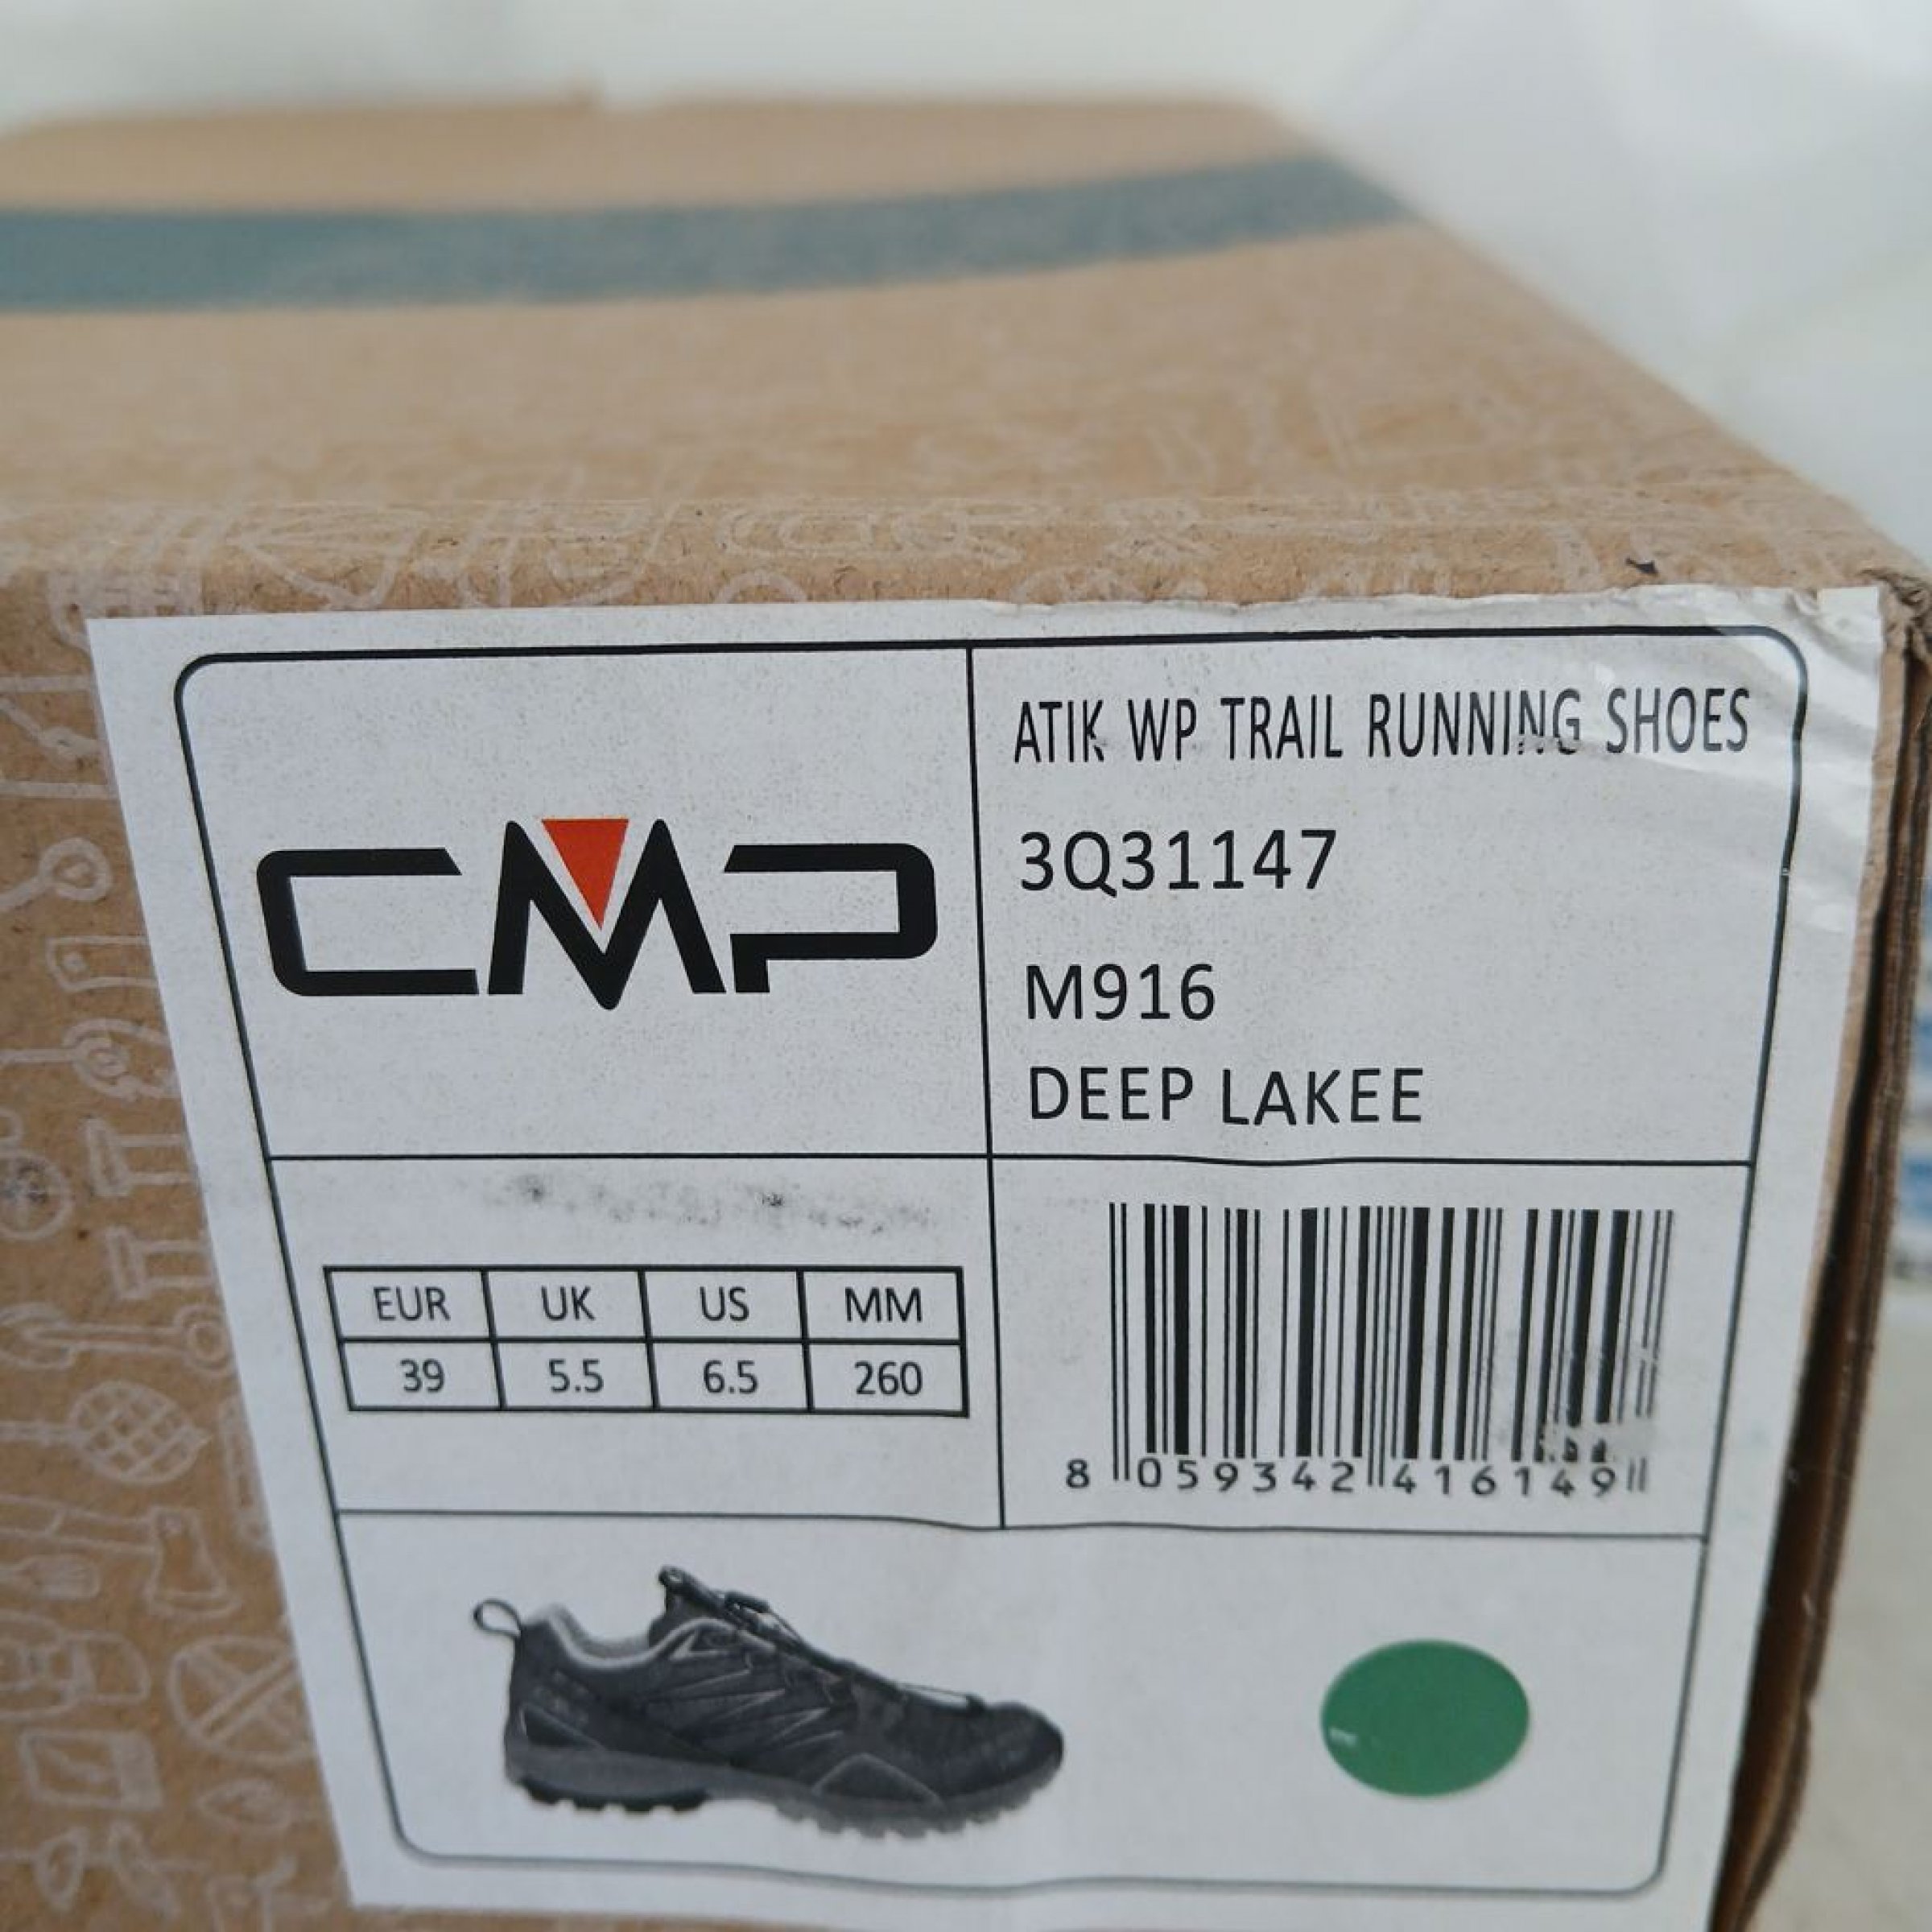 CMP
ATIK WP TRAIL RUNNING SHOES
3Q31147
M916
DEEP LAKEE
EUR UK US MM
39 5.5 6.5 260
8 059342 416149